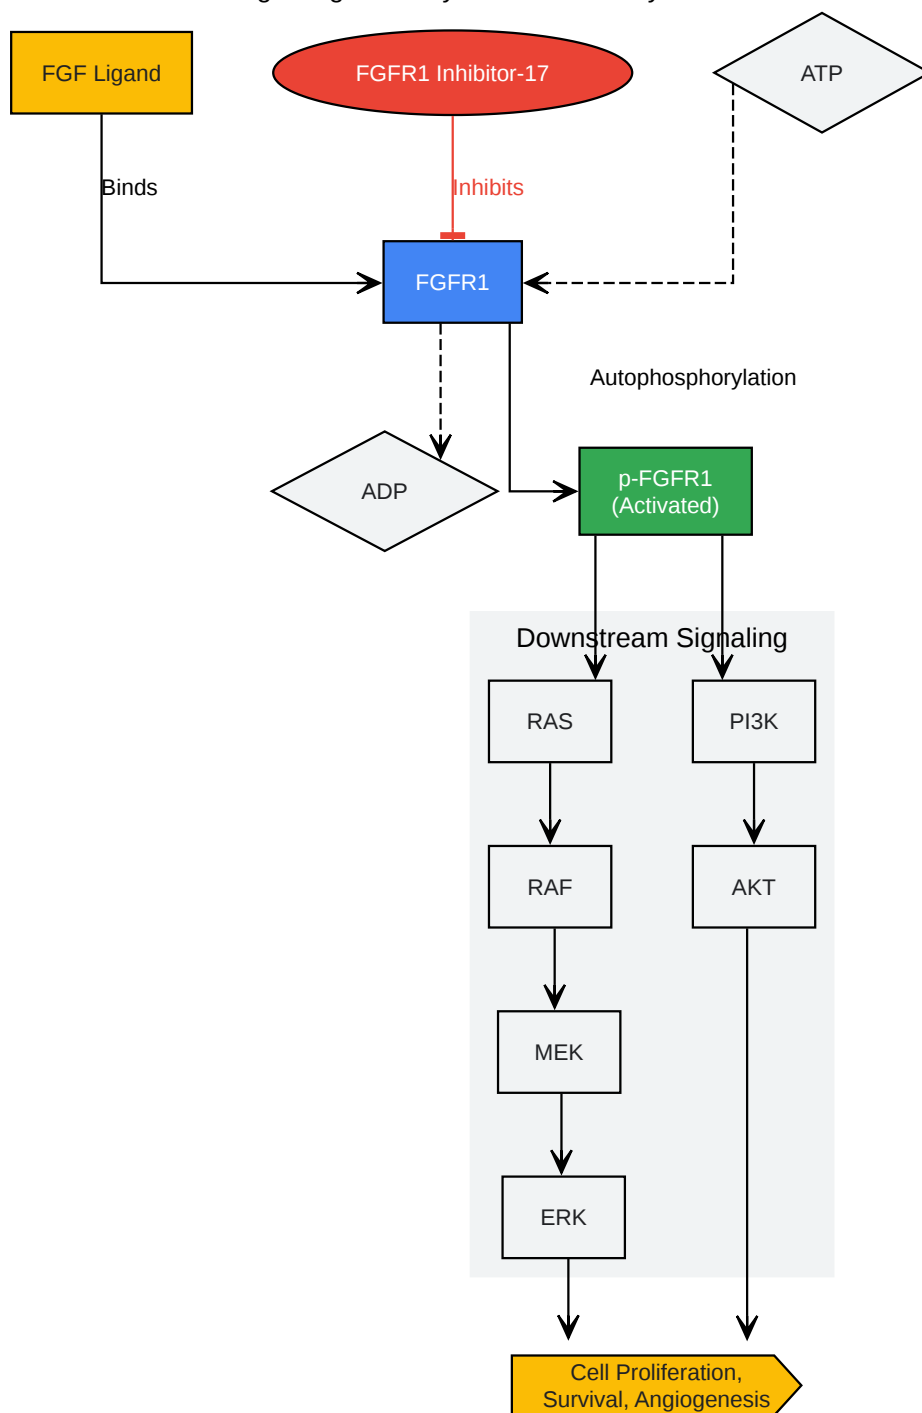 FGF Ligand
FGFR1 Inhibitor-17
ATP
Binds
Inhibits
FGFR1
Autophosphorylation
ADP
p-FGFR1
(Activated)
Downstream Signaling
RAS
PI3K
RAF
AKT
MEK
ERK
Cell Proliferation,
Survival, Angiogenesis